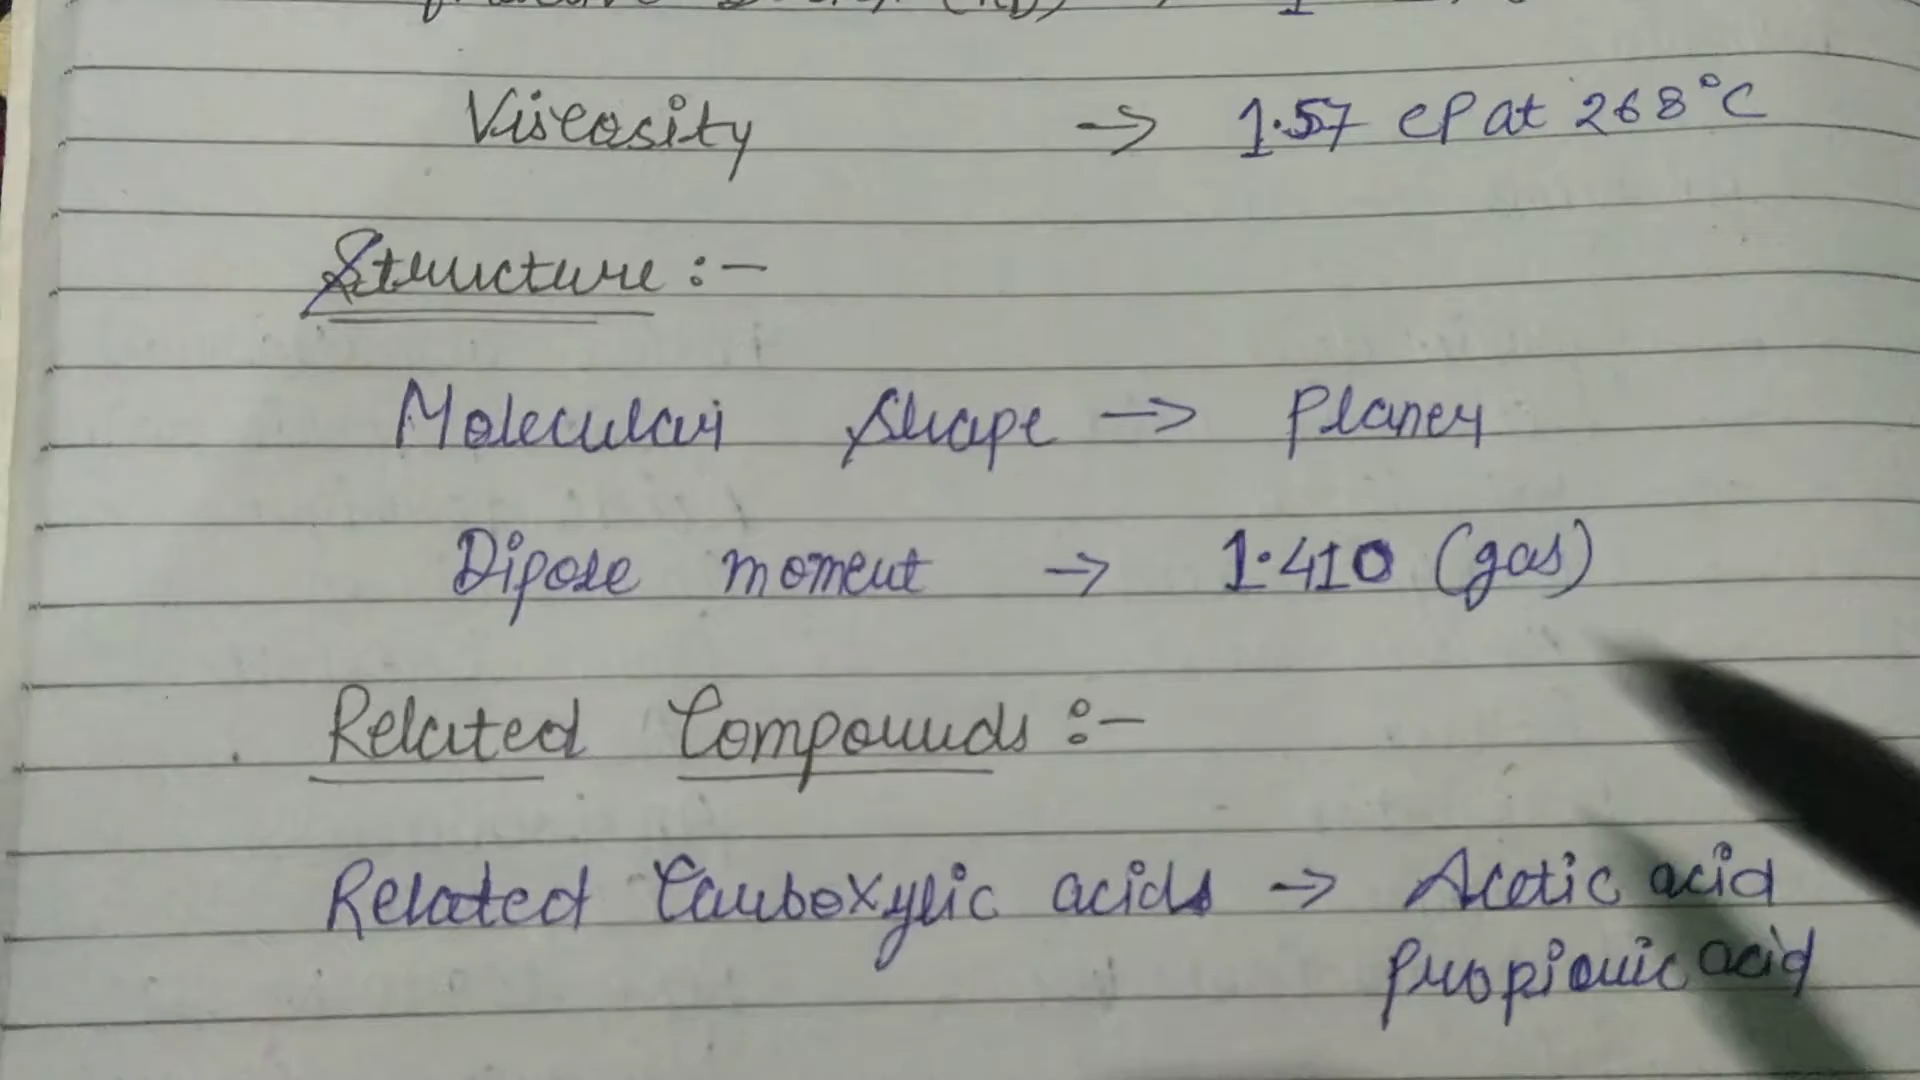 Viscosity → 1.57 cP at 268°C
Structure :-
Molecular shape → Planer
Dipole moment → 1.410 (gas)
Related Compounds :-
Related Carboxylic acids → Acetic acid
Propionic acid